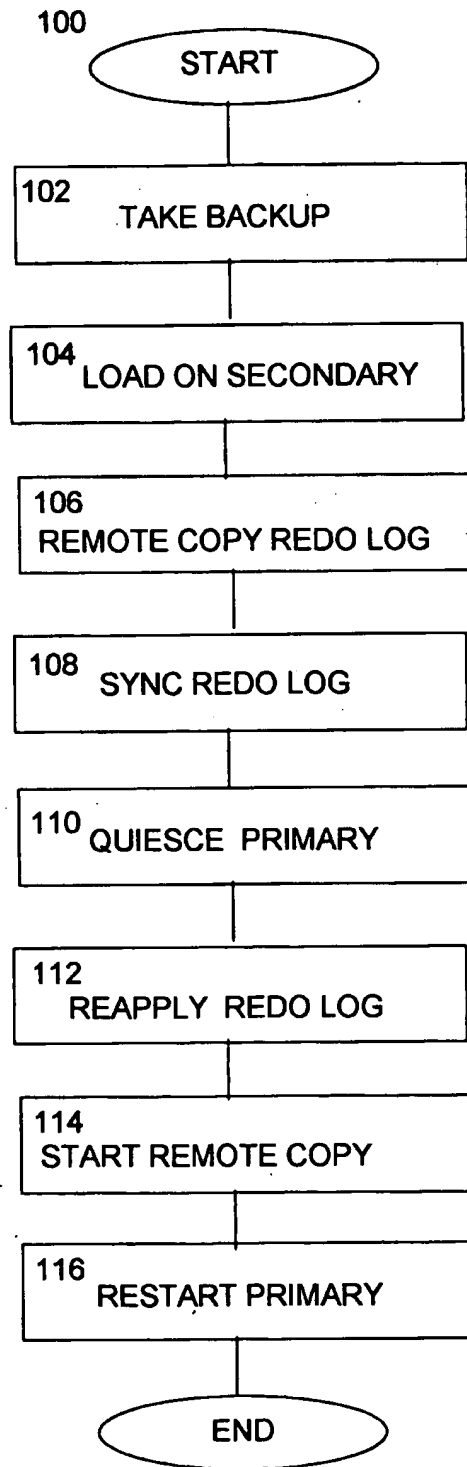 100
START
102
TAKE BACKUP
104
LOAD ON SECONDARY
106
REMOTE COPY REDO LOG
108
SYNC REDO LOG
110
QUIESCE PRIMARY
112
REAPPLY REDO LOG
114
START REMOTE COPY
116
RESTART PRIMARY
END